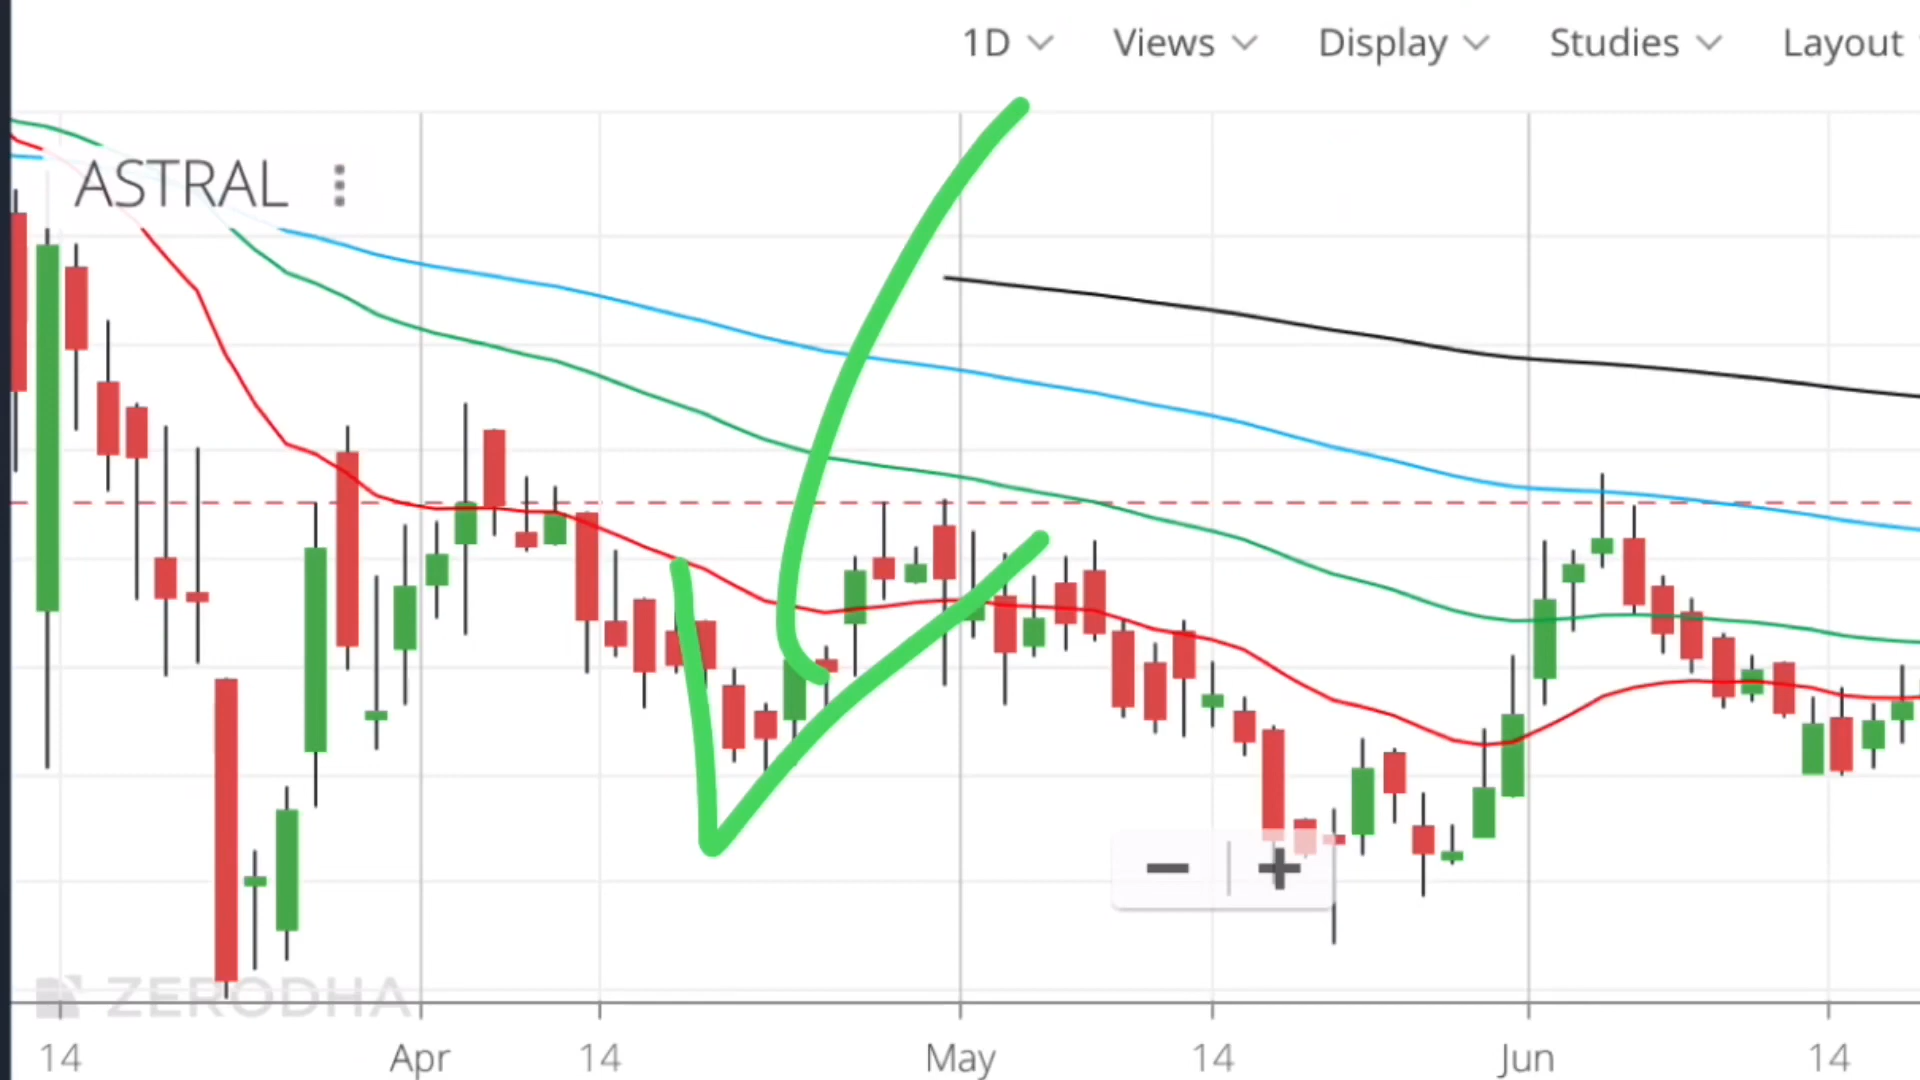 1D Views Display Studies Layout
ASTRAL
ZERODHA
14 Apr 14 May 14 Jun 14